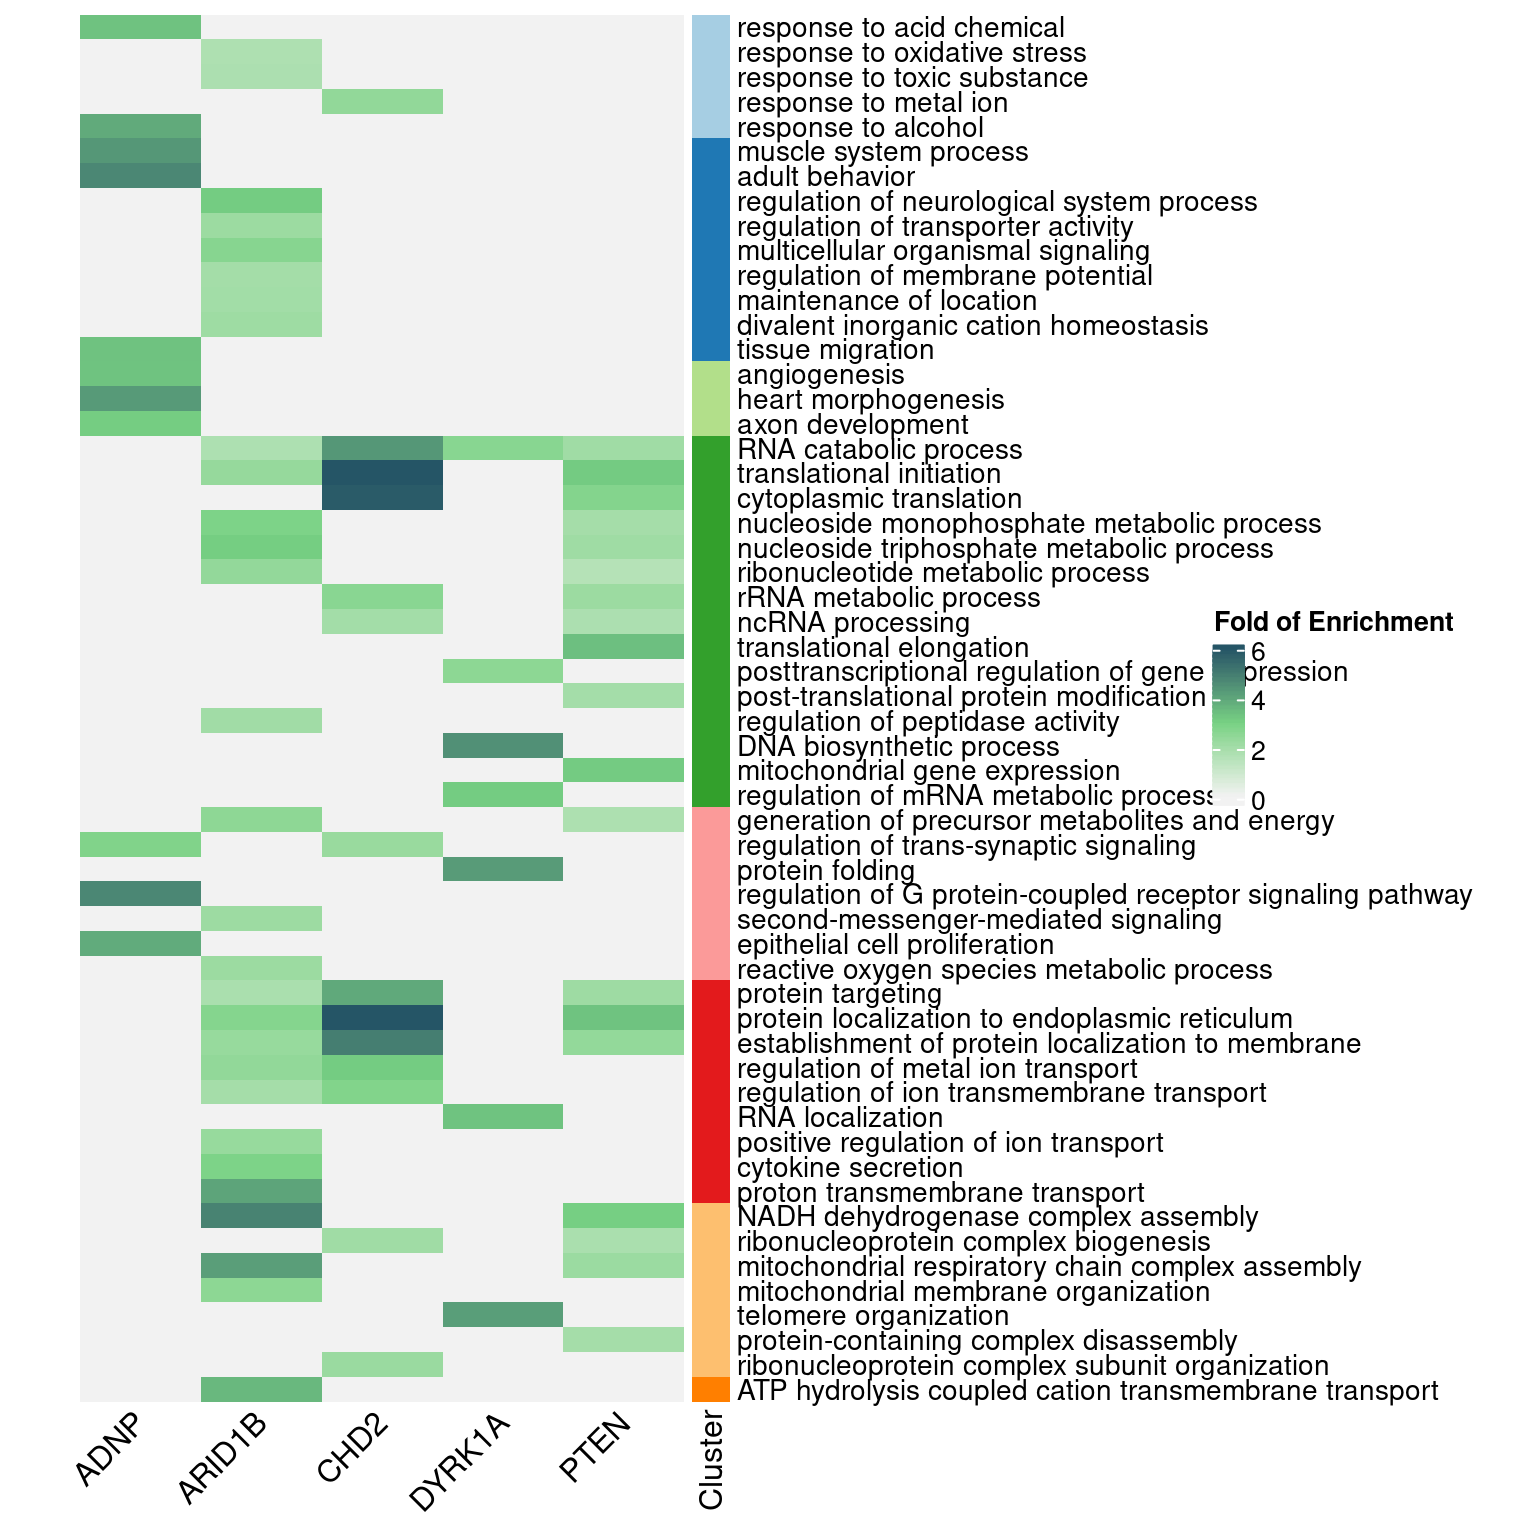 response to acid chemical
response to oxidative stress
response to toxic substance
response to metal ion
response to alcohol
muscle system process
adult behavior
regulation of neurological system process
regulation of transporter activity
multicellular organismal signaling
regulation of membrane potential
maintenance of location
divalent inorganic cation homeostasis
tissue migration
angiogenesis
heart morphogenesis
axon development
RNA catabolic process
translational initiation
cytoplasmic translation
nucleoside monophosphate metabolic process
nucleoside triphosphate metabolic process
ribonucleotide metabolic process
rRNA metabolic process
ncRNA processing
translational elongation
posttranscriptional regulation of gene pression
post-translational protein modification
regulation of peptidase activity
DNA biosynthetic process
mitochondrial gene expression
regulation of mRNA metabolic process
generation of precursor metabolites and energy
regulation of trans-synaptic signaling
protein folding
regulation of G protein-coupled receptor signaling pathway
second-messenger-mediated signaling
epithelial cell proliferation
reactive oxygen species metabolic process
protein targeting
protein localization to endoplasmic reticulum
establishment of protein localization to membrane
regulation of metal ion transport
regulation of ion transmembrane transport
RNA localization
positive regulation of ion transport
cytokine secretion
proton transmembrane transport
NADH dehydrogenase complex assembly
ribonucleoprotein complex biogenesis
mitochondrial respiratory chain complex assembly
mitochondrial membrane organization
telomere organization
protein-containing complex disassembly
ribonucleoprotein complex subunit organization
ATP hydrolysis coupled cation transmembrane transport
Fold of Enrichment
6
4
2
0
ADNP
ARID1B
CHD2
DYRK1A
PTEN
Cluster